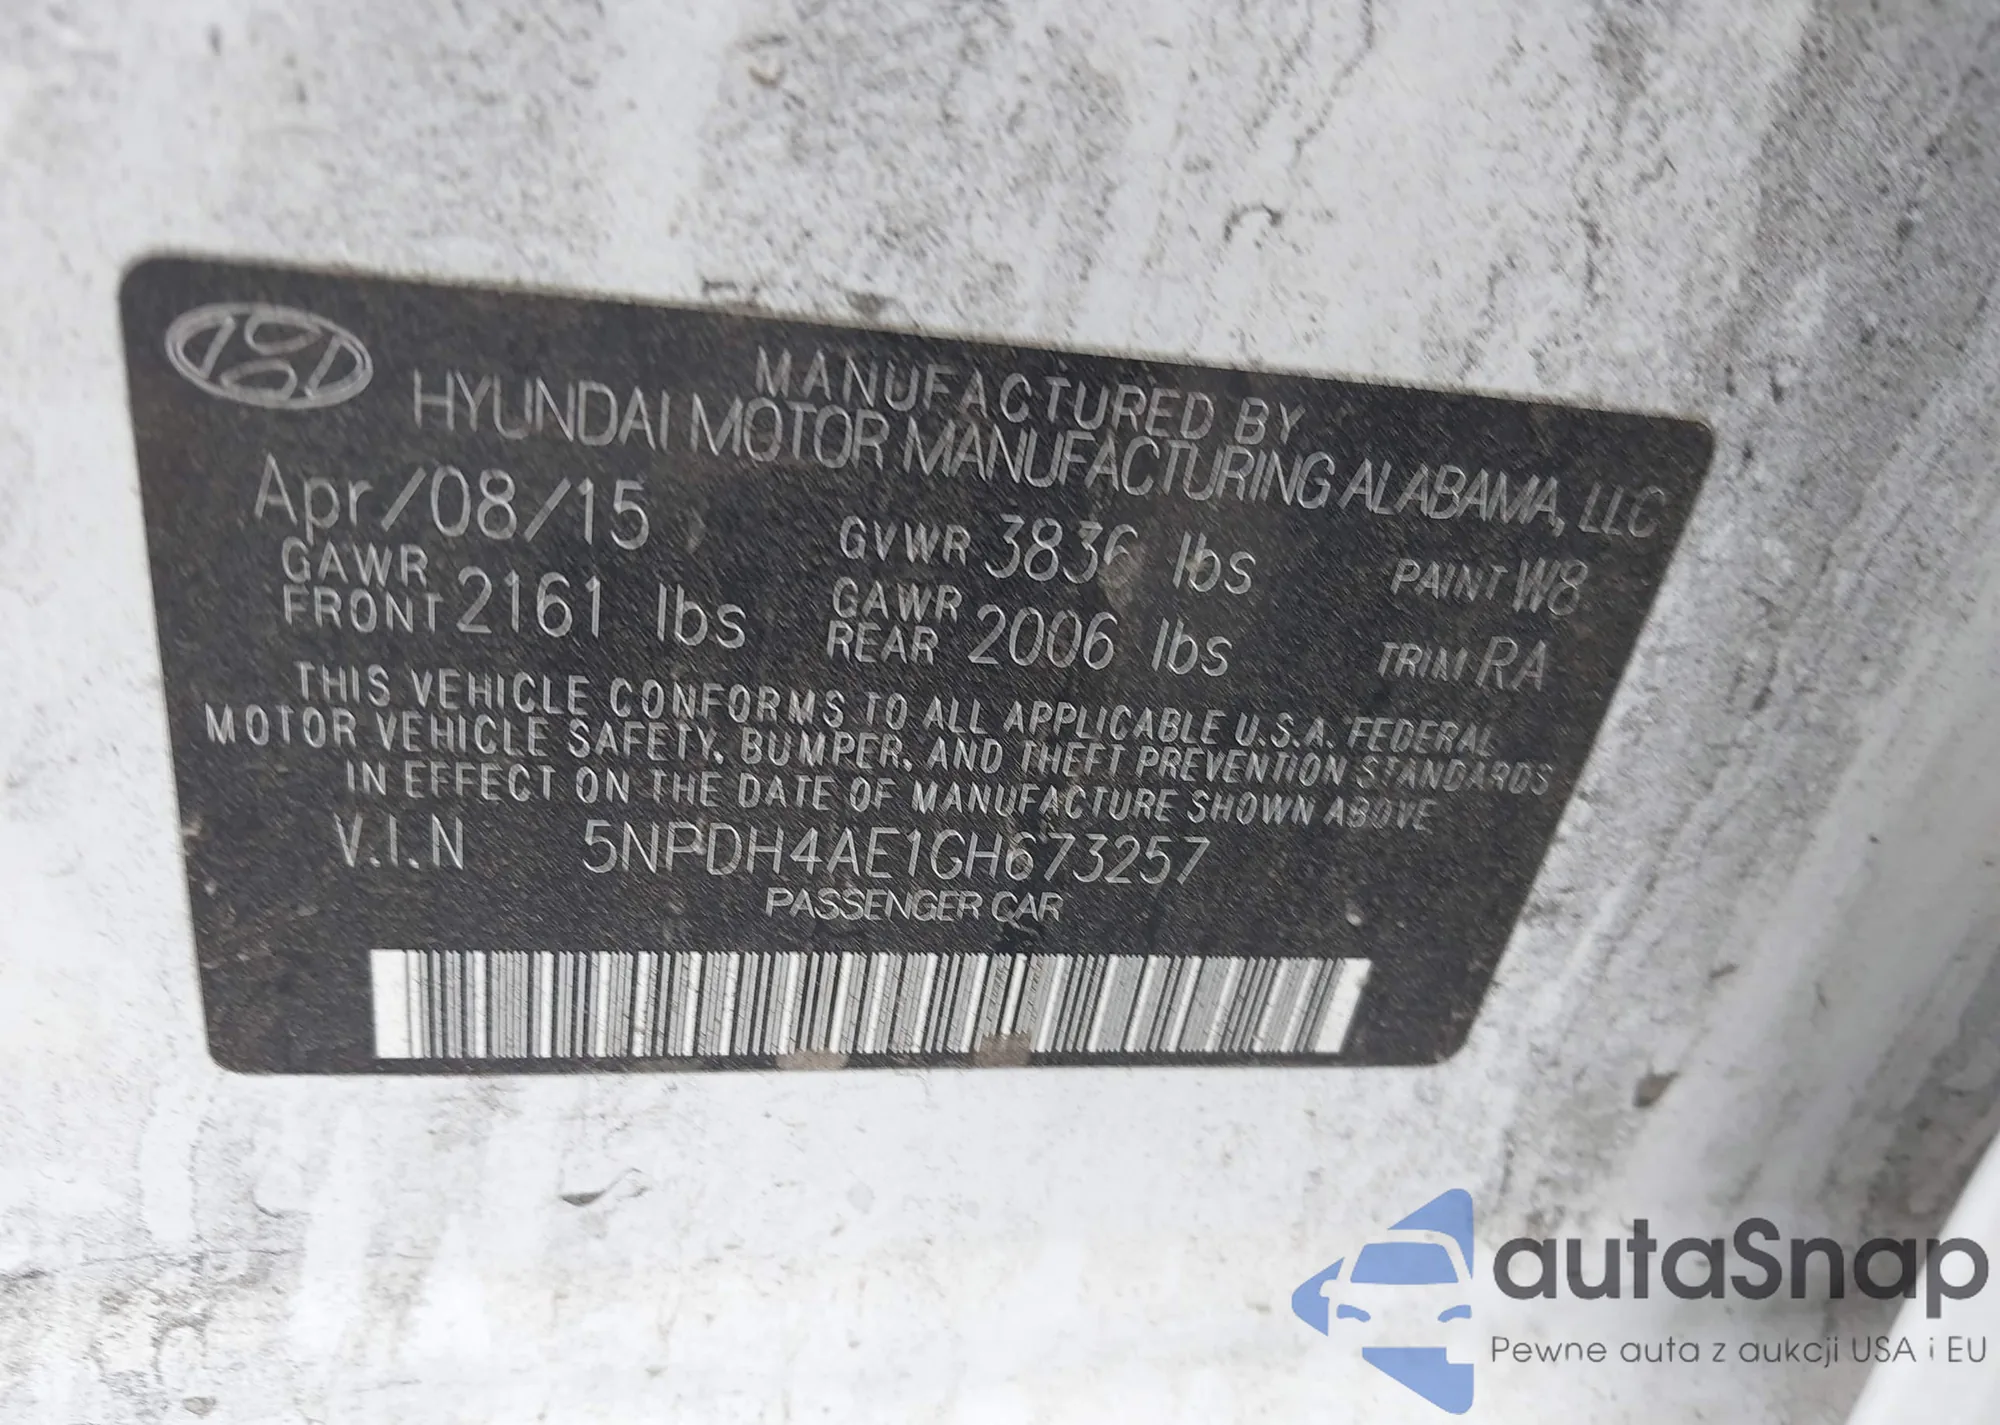 MANUFACTURED BY
HYUNDAI MOTOR MANUFACTURING ALABAMA, LLC
Apr/08/15 GVWR 3836 lbs PAINT W8
GAWR FRONT 2161 lbs GAWR REAR 2006 lbs TRIM RA
THIS VEHICLE CONFORMS TO ALL APPLICABLE U.S.A. FEDERAL
MOTOR VEHICLE SAFETY, BUMPER, AND THEFT PREVENTION STANDARDS
IN EFFECT ON THE DATE OF MANUFACTURE SHOWN ABOVE
V.I.N 5NPDH4AE1GH673257
PASSENGER CAR
autaSnap
Pewne auta z aukcji USA i EU